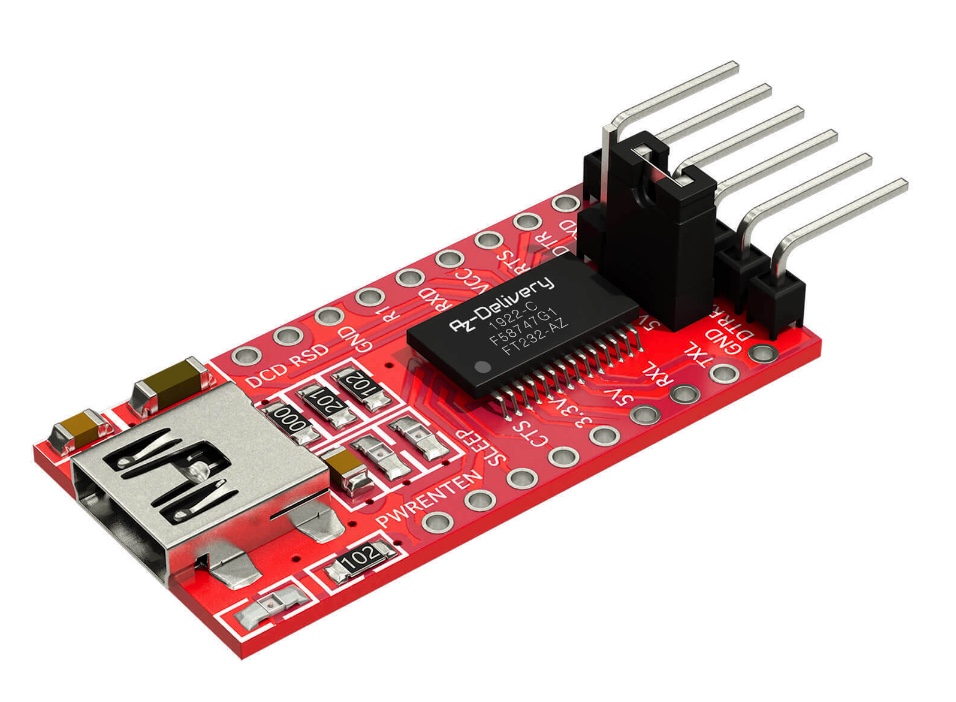 AZ-Delivery
1922-C
F58747G1
FT232-AZ
DCD
RSD
GND
R1
RXD
VCC
RTS
DTR
000
201
102
SLEEP
PWRENTEN
CTS
3.3V
5V
RXL
TXL
GND
102